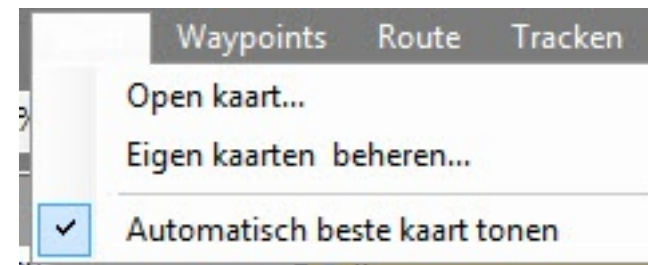 Waypoints Route Tracken
Open kaart...
Eigen kaarten beheren...
Automatisch beste kaart tonen